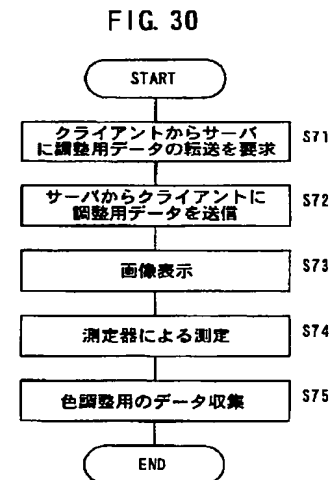 FIG. 30
START
クライアントからサーバ
に調整用データの転送を要求
S71
サーバからクライアントに
調整用データを送信
S72
画像表示
S73
測定器による測定
S74
色調整用のデータ収集
S75
END